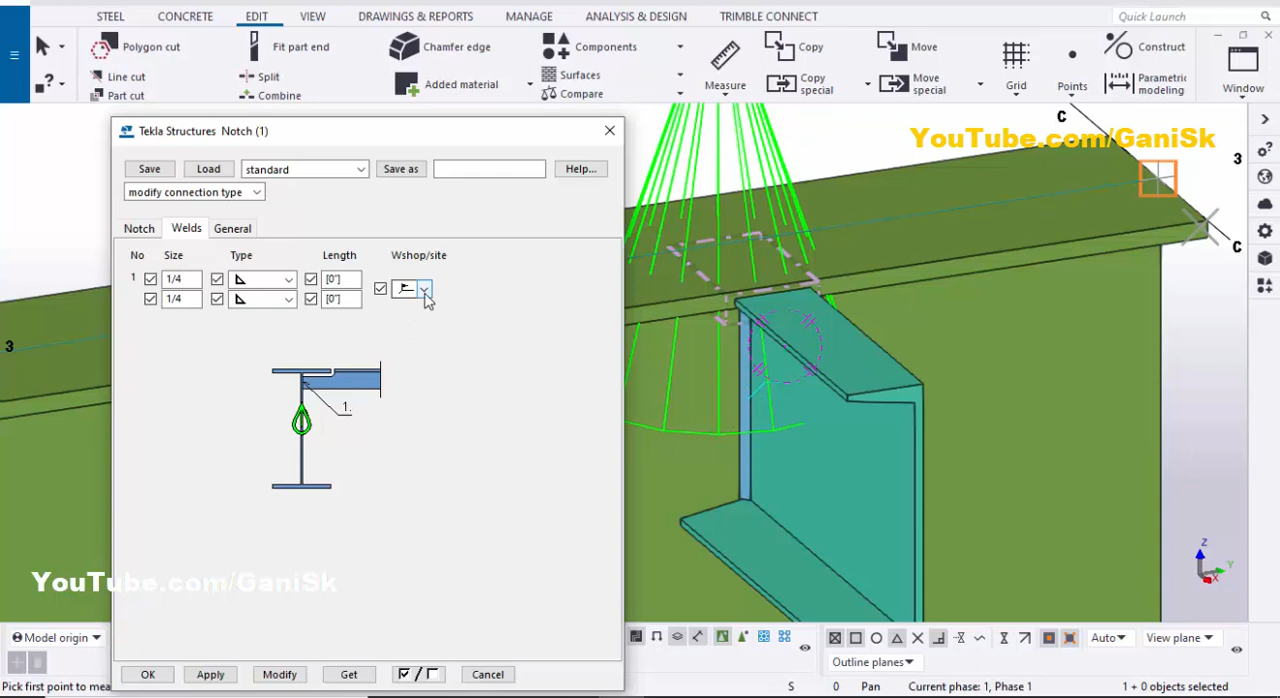 STEEL CONCRETE EDIT VIEW DRAWINGS & REPORTS MANAGE ANALYSIS & DESIGN TRIMBLE CONNECT Quick Launch
Polygon cut Fit part end Chamfer edge Components Copy Move Construct
Line cut Split Added material Surfaces Measure Copy special Move special Grid Points Parametric modeling Window
Part cut Combine Compare
Tekla Structures Notch (1)
Save Load standard Save as Help...
modify connection type
Notch Welds General
No Size Type Length Wshop/site
1 1/4 [0"]
1/4 [0"]
1.
YouTube.com/GaniSk
C
3
C
3
Z
Y
X
YouTube.com/GaniSk
Model origin
Auto View plane
Outline planes
OK Apply Modify Get / Cancel
Pick first point to mea S 0 Pan Current phase: 1, Phase 1 1 + 0 objects selected